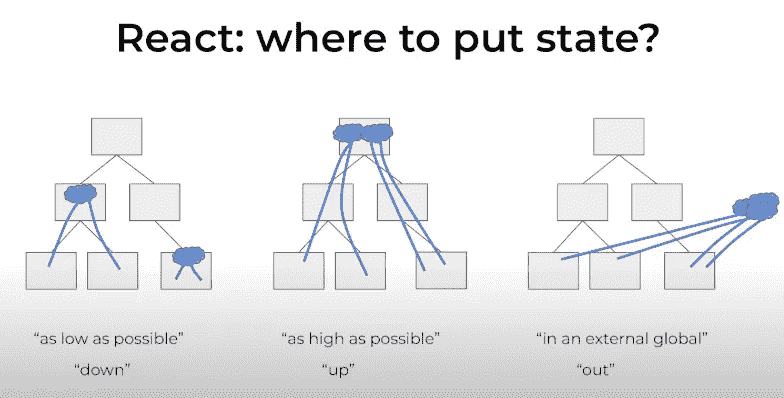 React: where to put state?
“as low as possible”
“down”
“as high as possible”
“up”
“in an external global”
“out”